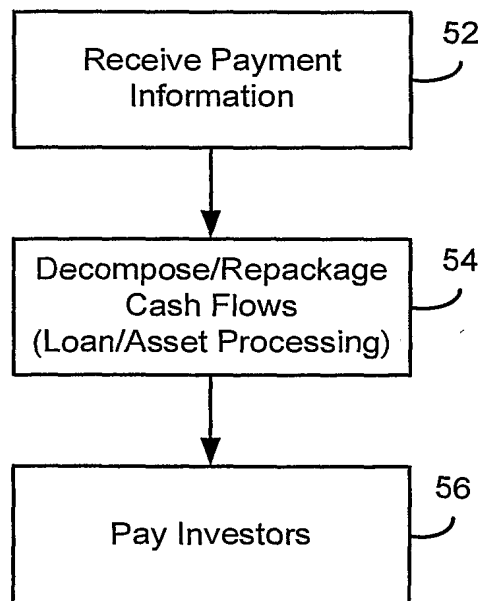 52
Receive Payment
Information
54
Decompose/Repackage
Cash Flows
(Loan/Asset Processing)
56
Pay Investors